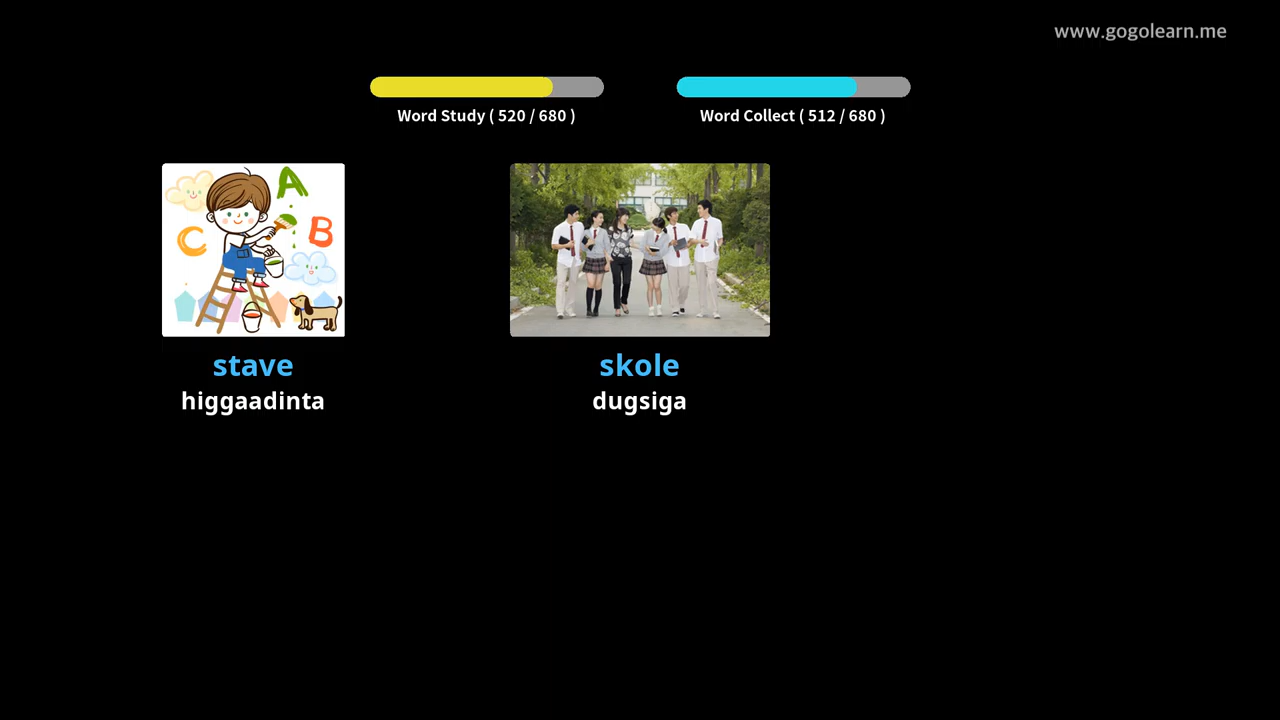 www.gogolearn.me
Word Study ( 520 / 680 )
Word Collect ( 512 / 680 )
A
B
C
stave
higgaadinta
skole
dugsiga